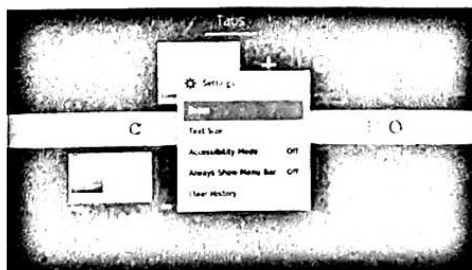 Tabs
Settings
Text Size
Accessibility Mode Off
Always Show Menu Bar Off
Clear History